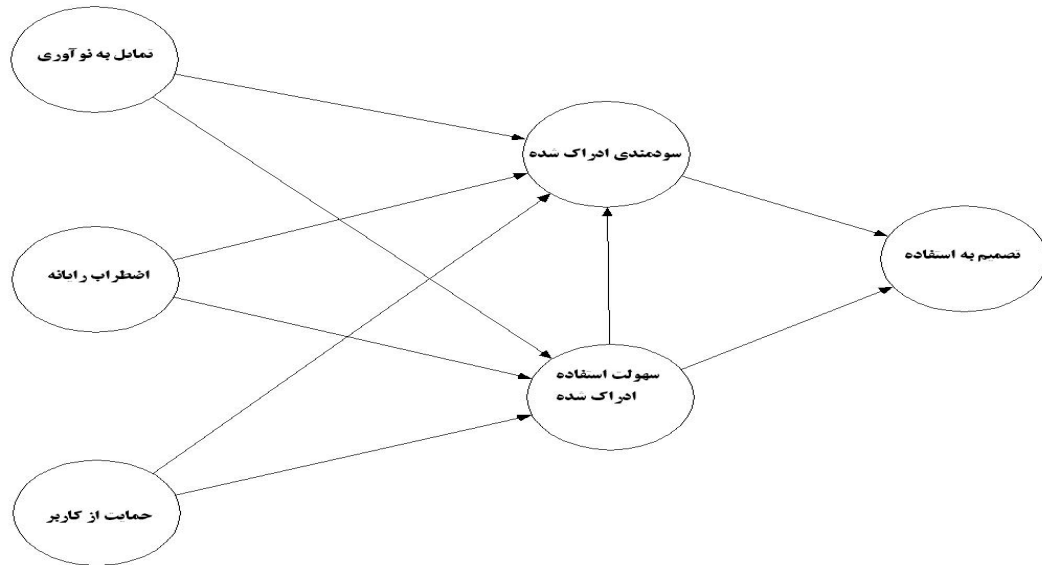 تمایل به نوآوری
سودمندی ادراک شده
اضطراب رایانه
تصمیم به استفاده
سهولت استفاده
ادراک شده
حمایت از کاربر